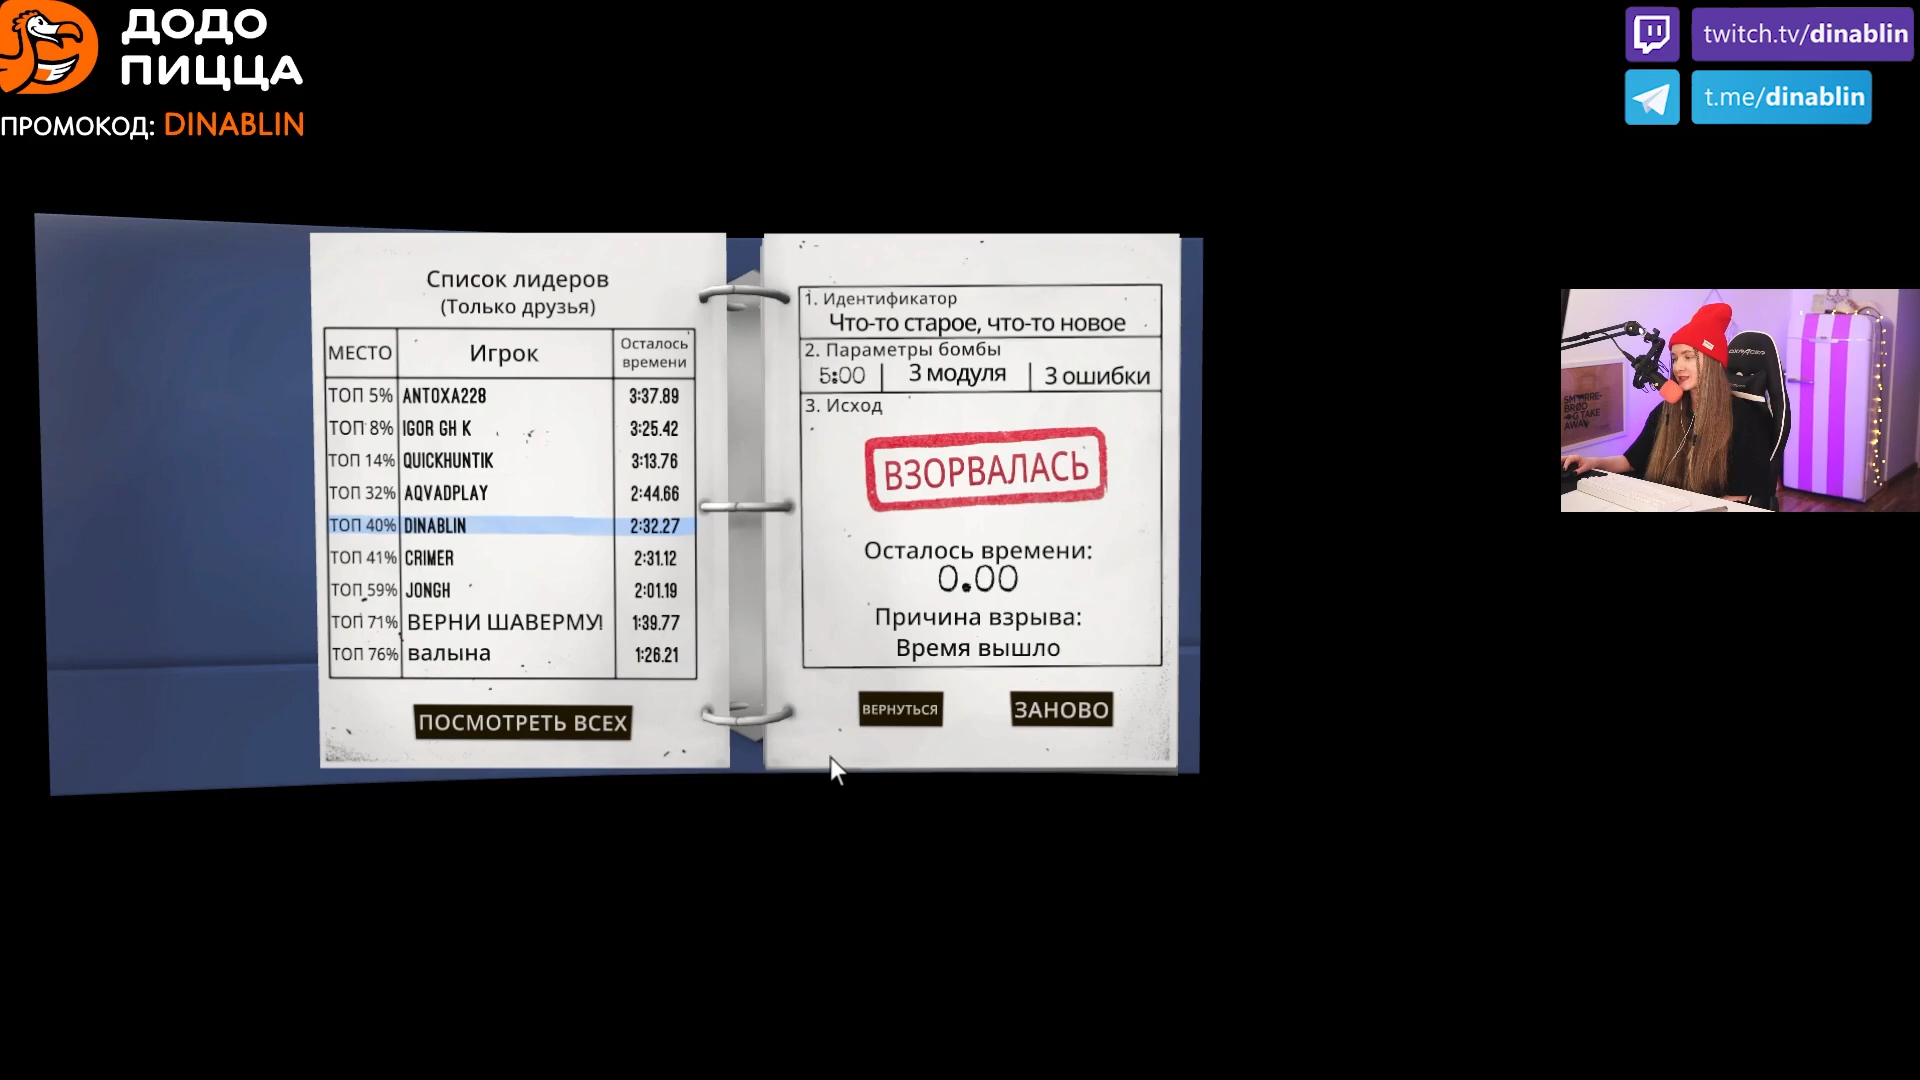 ДОДО
ПИЦЦА
ПРОМОКОД: DINABLIN
twitch.tv/dinablin
t.me/dinablin
Список лидеров
(Только друзья)
МЕСТО Игрок Осталось времени
ТОП 5% ANTOXA228 3:37.89
ТОП 8% IGOR GH K 3:25.42
ТОП 14% QUICKHUNTIK 3:13.76
ТОП 32% AQVADPLAY 2:44.66
ТОП 40% DINABLIN 2:32.27
ТОП 41% CRIMER 2:31.12
ТОП 59% JONGH 2:01.19
ТОП 71% ВЕРНИ ШАВЕРМУ! 1:39.77
ТОП 76% валына 1:26.21
ПОСМОТРЕТЬ ВСЕХ
1. Идентификатор
Что-то старое, что-то новое
2. Параметры бомбы
5:00 3 модуля 3 ошибки
3. Исход
ВЗОРВАЛАСЬ
Осталось времени:
0.00
Причина взрыва:
Время вышло
ВЕРНУТЬСЯ ЗАНОВО